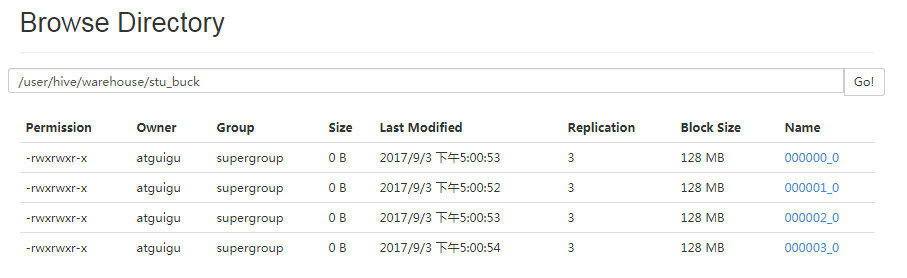 Browse Directory
/user/hive/warehouse/stu_buck Go!
Permission Owner Group Size Last Modified Replication Block Size Name
-rwxrwxr-x atguigu supergroup 0 B 2017/9/3 下午5:00:53 3 128 MB 000000_0
-rwxrwxr-x atguigu supergroup 0 B 2017/9/3 下午5:00:52 3 128 MB 000001_0
-rwxrwxr-x atguigu supergroup 0 B 2017/9/3 下午5:00:53 3 128 MB 000002_0
-rwxrwxr-x atguigu supergroup 0 B 2017/9/3 下午5:00:54 3 128 MB 000003_0